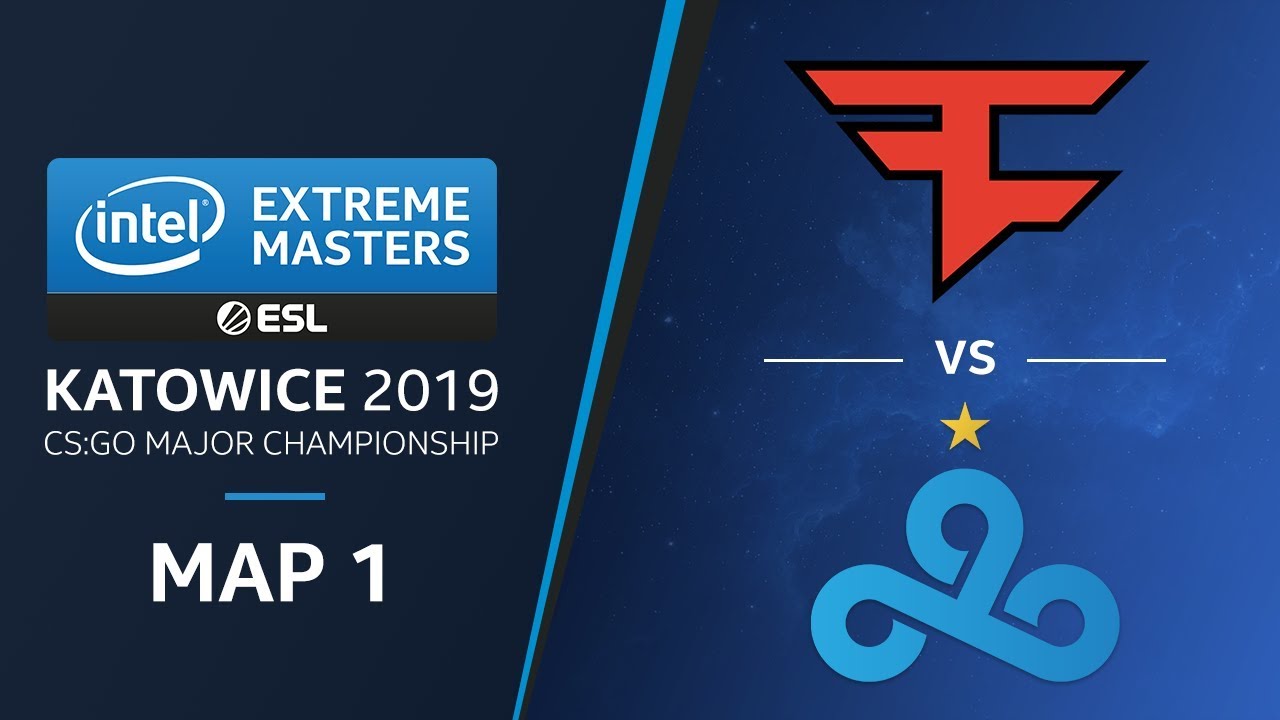 intel®
EXTREME
MASTERS
ESL
KATOWICE 2019
CS:GO MAJOR CHAMPIONSHIP
MAP 1
VS